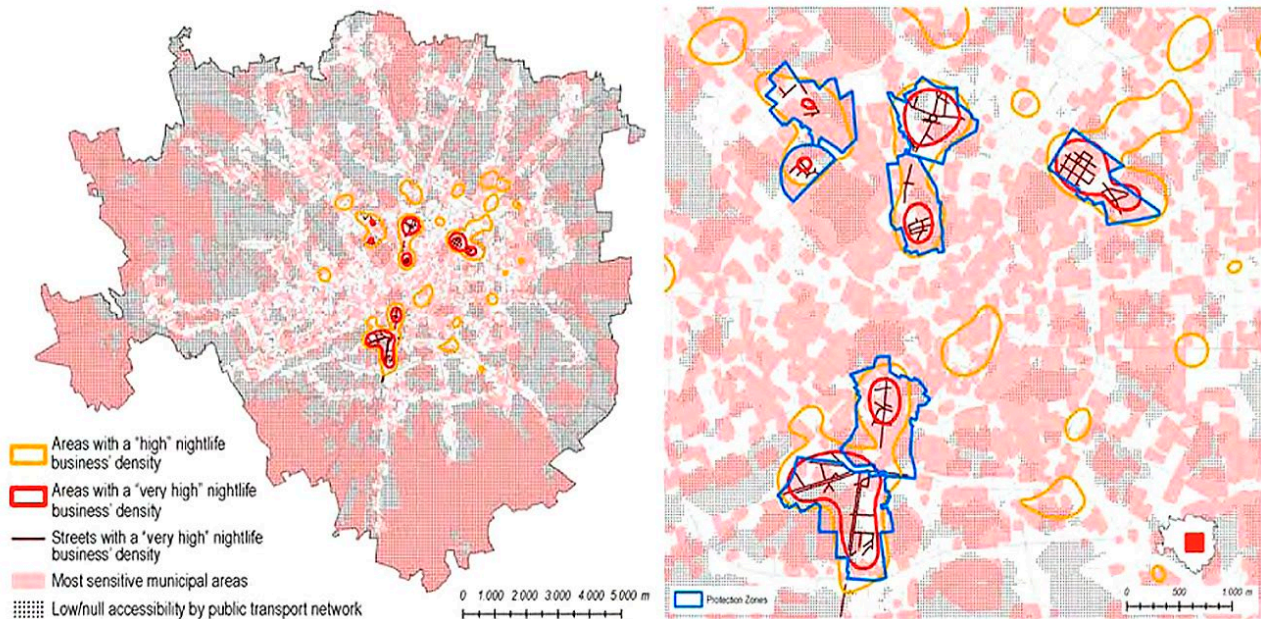 Areas with a "high" nightlife
business' density
Areas with a "very high" nightlife
business' density
Streets with a "very high" nightlife
business' density
Most sensitive municipal areas
Low/null accessibility by public transport network
0 1 000 2 000 3 000 4 000 5 000 m
Protection Zones
0 500 1 000 m